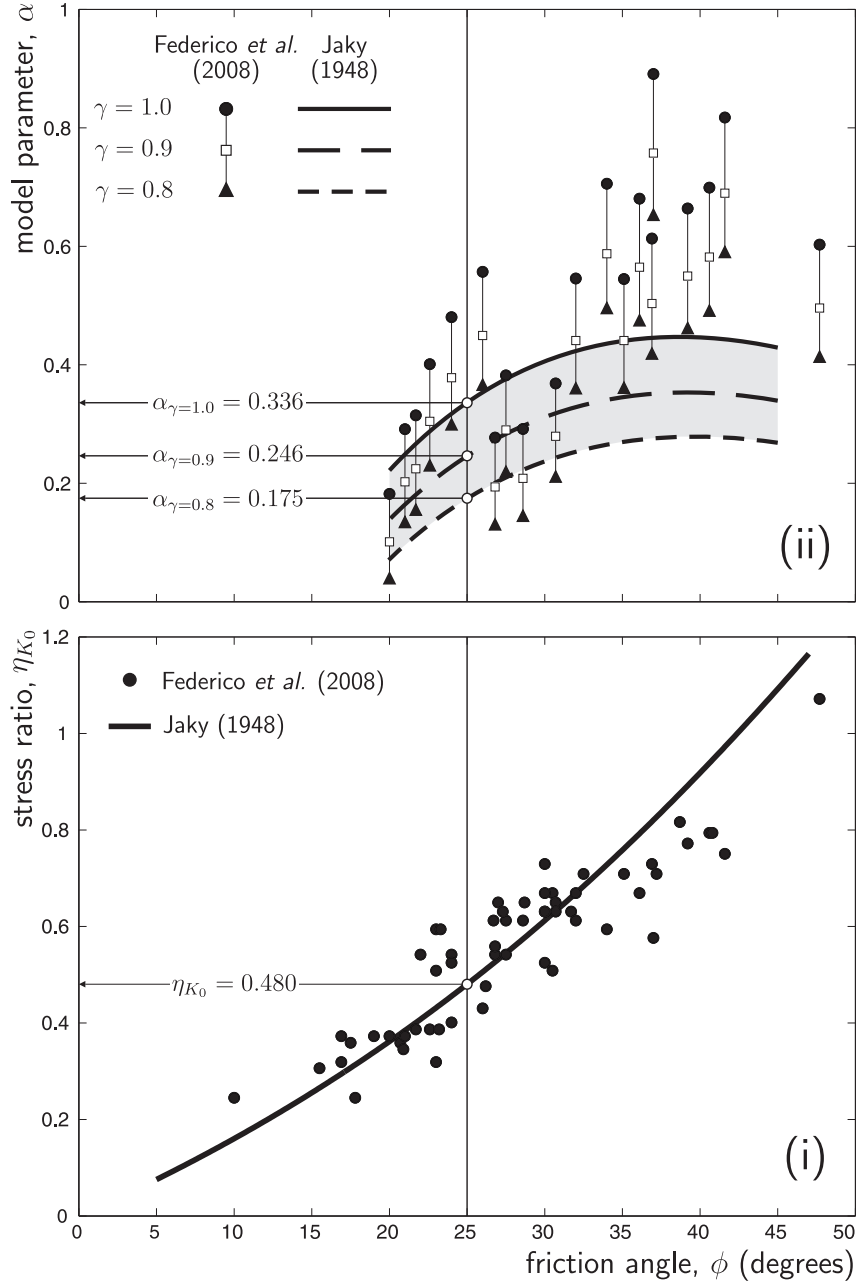 model parameter, α
1
0.8
0.6
0.4
0.2
0
Federico et al. (2008)
Jaky (1948)
γ = 1.0
γ = 0.9
γ = 0.8
α_{γ=1.0} = 0.336
α_{γ=0.9} = 0.246
α_{γ=0.8} = 0.175
(ii)
stress ratio, η_{K_0}
1.2
1
0.8
0.6
0.4
0.2
0
Federico et al. (2008)
Jaky (1948)
η_{K_0} = 0.480
(i)
0 5 10 15 20 25 30 35 40 45 50
friction angle, ϕ (degrees)